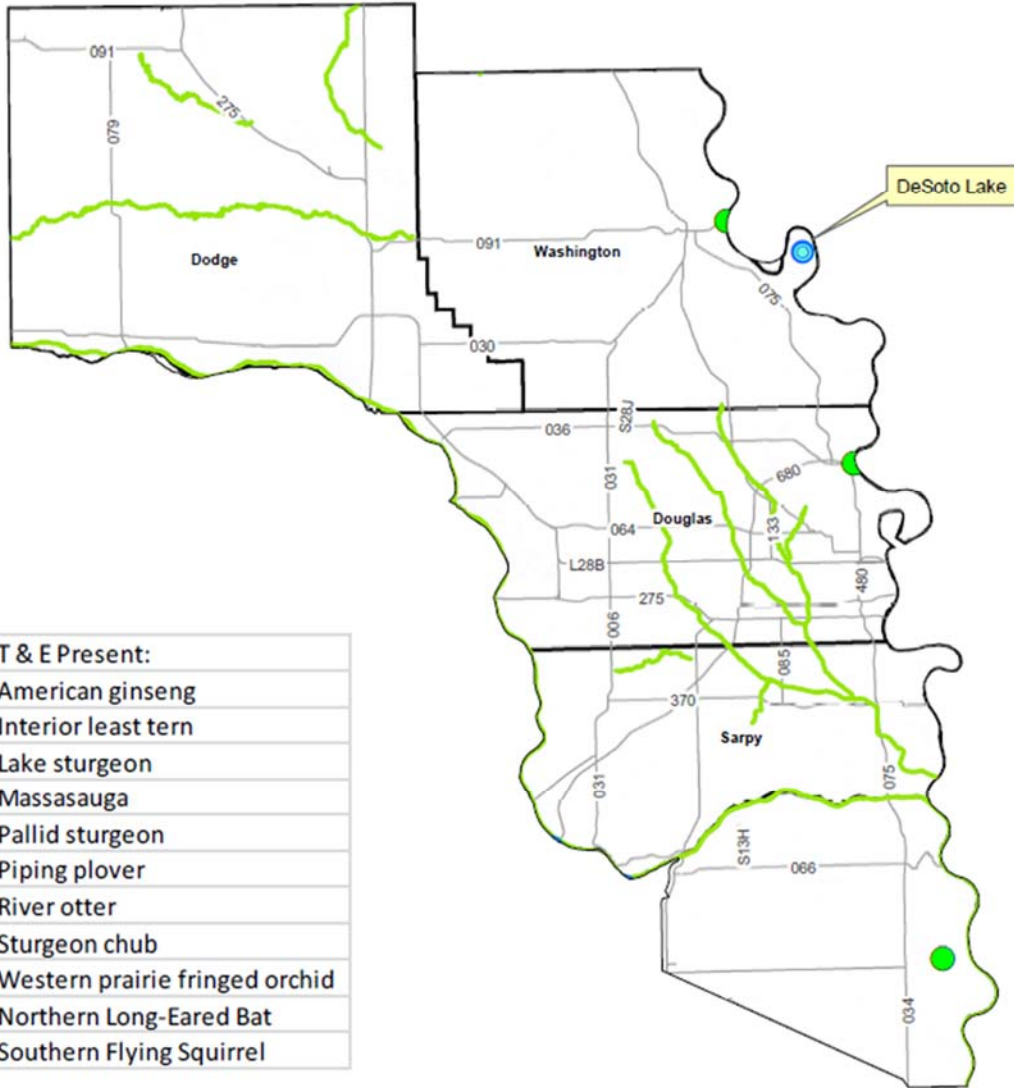 091
275
079
DeSoto Lake
091
Washington
Dodge
075
030
036
S28J
031
680
Douglas
064
133
L28B
480
275
006
085
370
Sarpy
031
075
S13H
066
034
T & E Present:
American ginseng
Interior least tern
Lake sturgeon
Massasauga
Pallid sturgeon
Piping plover
River otter
Sturgeon chub
Western prairie fringed orchid
Northern Long-Eared Bat
Southern Flying Squirrel